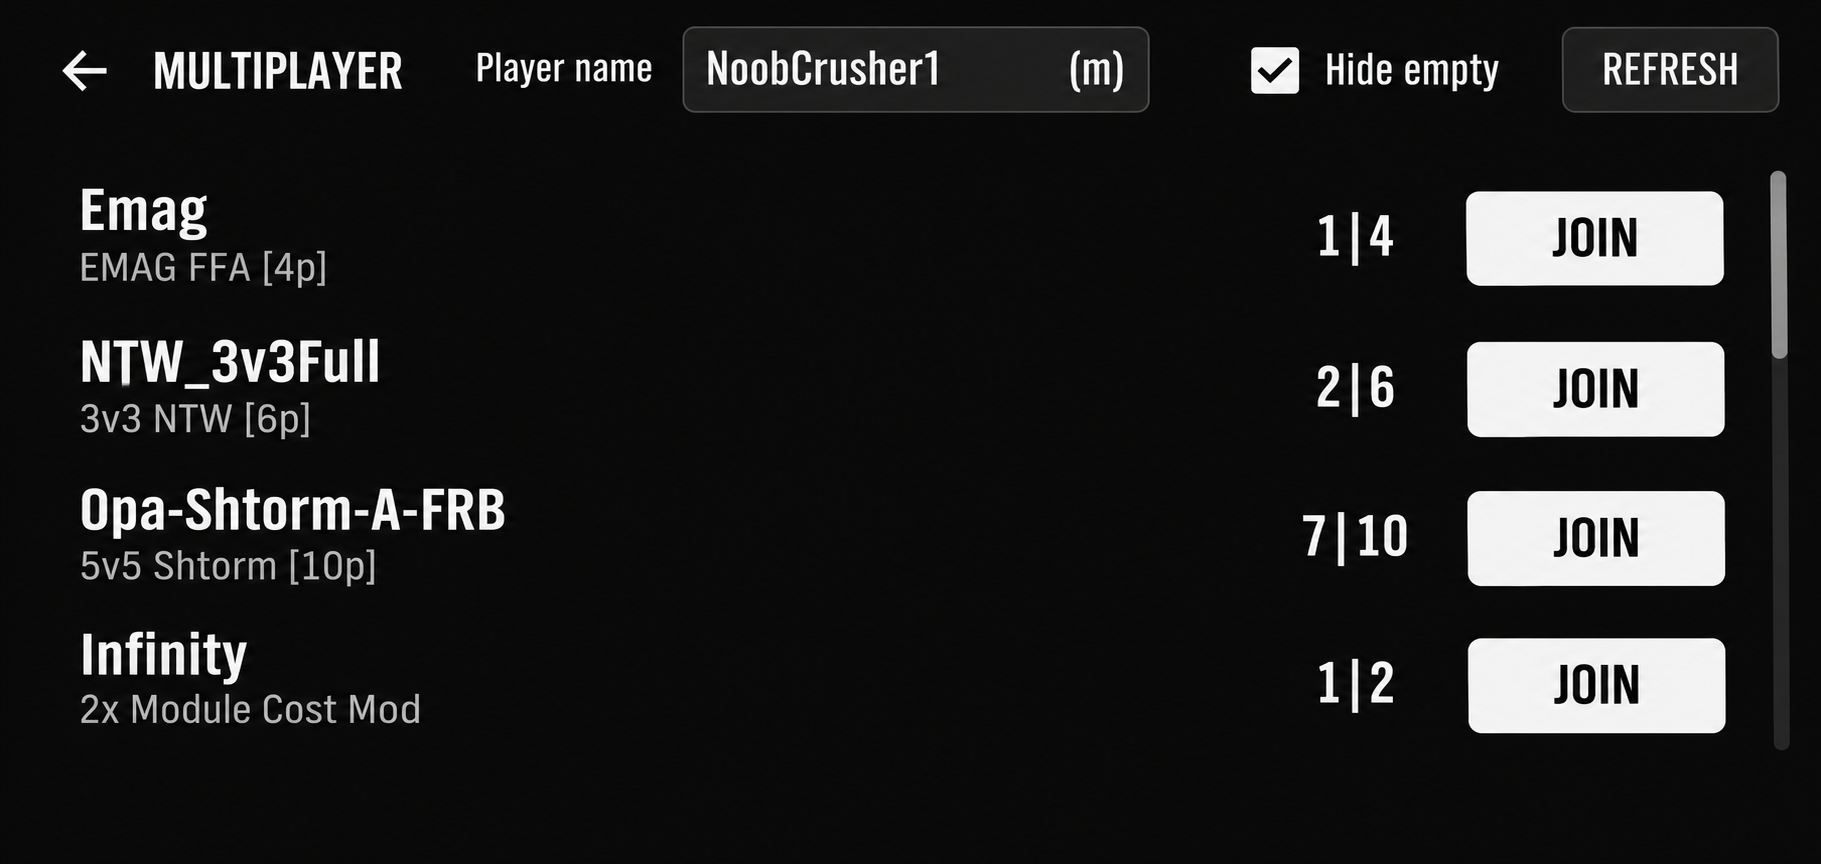 MULTIPLAYER Player name NoobCrusher1 (m) Hide empty REFRESH
Emag
EMAG FFA [4p]
1|4 JOIN
NTW_3v3Full
3v3 NTW [6p]
2|6 JOIN
Opa-Shtorm-A-FRB
5v5 Shtorm [10p]
7|10 JOIN
Infinity
2x Module Cost Mod
1|2 JOIN